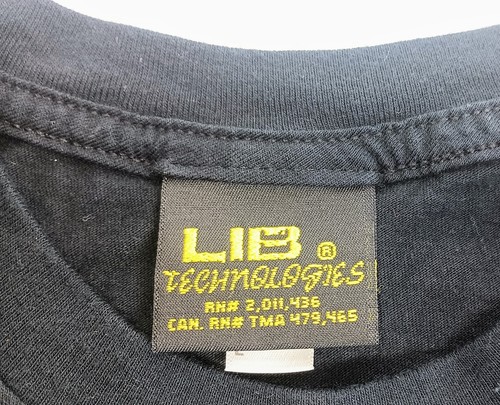 LIB ®
TECHNOLOGIES
RN# 2,011,436
CAN. RN# TMA 479,465